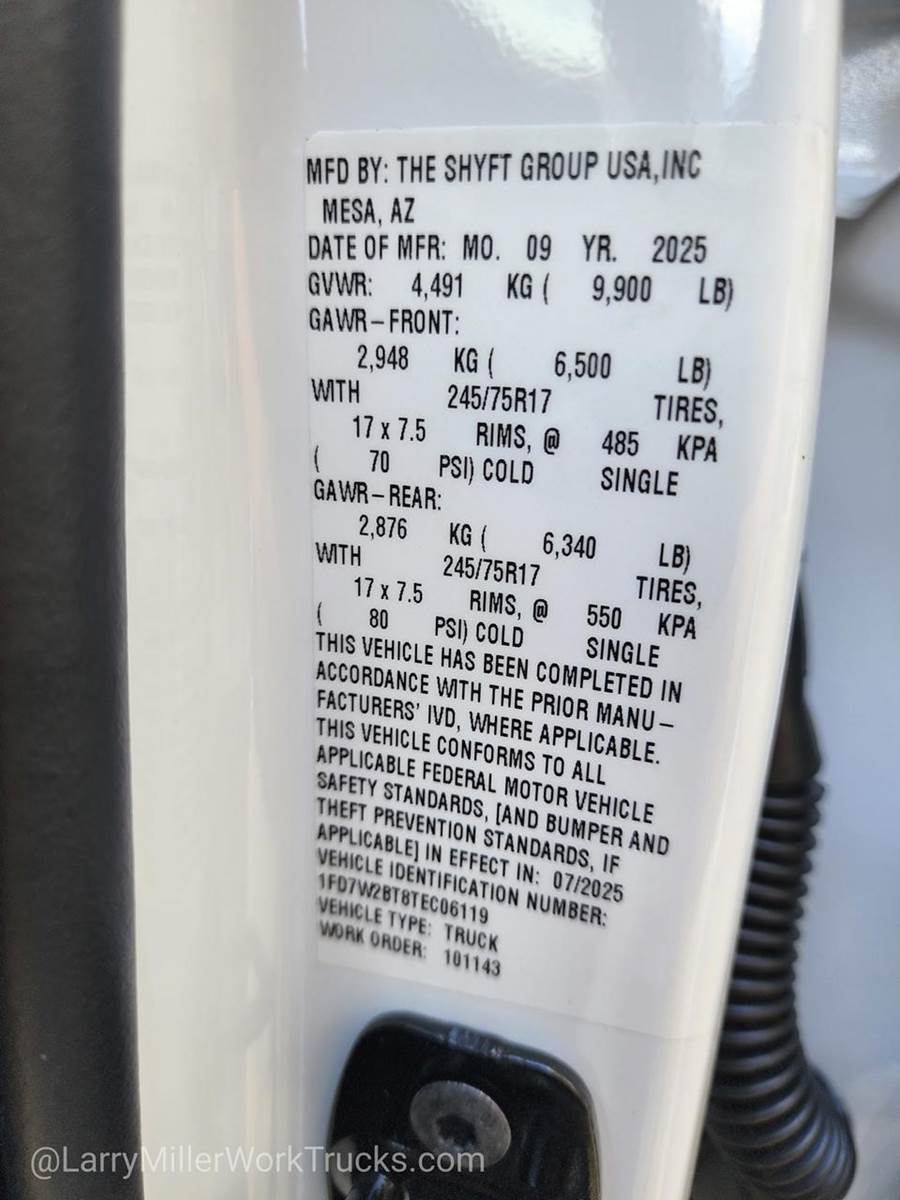 MFD BY: THE SHYFT GROUP USA,INC
MESA, AZ
DATE OF MFR: MO. 09 YR. 2025
GVWR: 4,491 KG ( 9,900 LB)
GAWR-FRONT:
2,948 KG ( 6,500 LB)
WITH 245/75R17 TIRES,
17 x 7.5 RIMS, @ 485 KPA
( 70 PSI) COLD SINGLE
GAWR-REAR:
2,876 KG ( 6,340 LB)
WITH 245/75R17 TIRES,
17 x 7.5 RIMS, @ 550 KPA
( 80 PSI) COLD SINGLE
THIS VEHICLE HAS BEEN COMPLETED IN
ACCORDANCE WITH THE PRIOR MANU-
FACTURERS' IVD, WHERE APPLICABLE.
THIS VEHICLE CONFORMS TO ALL
APPLICABLE FEDERAL MOTOR VEHICLE
SAFETY STANDARDS, [AND BUMPER AND
THEFT PREVENTION STANDARDS, IF
APPLICABLE] IN EFFECT IN: 07/2025
VEHICLE IDENTIFICATION NUMBER:
1FD7W2BT8TEC06119
VEHICLE TYPE: TRUCK
WORK ORDER: 101143
@LarryMillerWorkTrucks.com